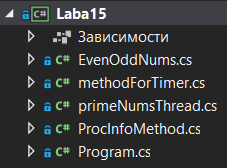 C# Laba15
Зависимости
C# EvenOddNums.cs
C# methodForTimer.cs
C# primeNumsThread.cs
C# ProcInfoMethod.cs
C# Program.cs